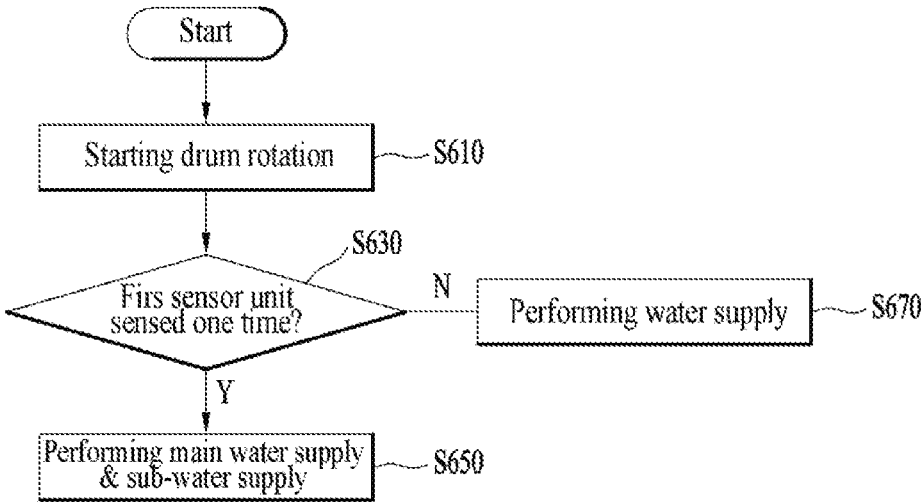 Start
Starting drum rotation
S610
S630
Firs sensor unit
sensed one time?
N
Performing water supply
S670
Y
Performing main water supply
& sub-water supply
S650